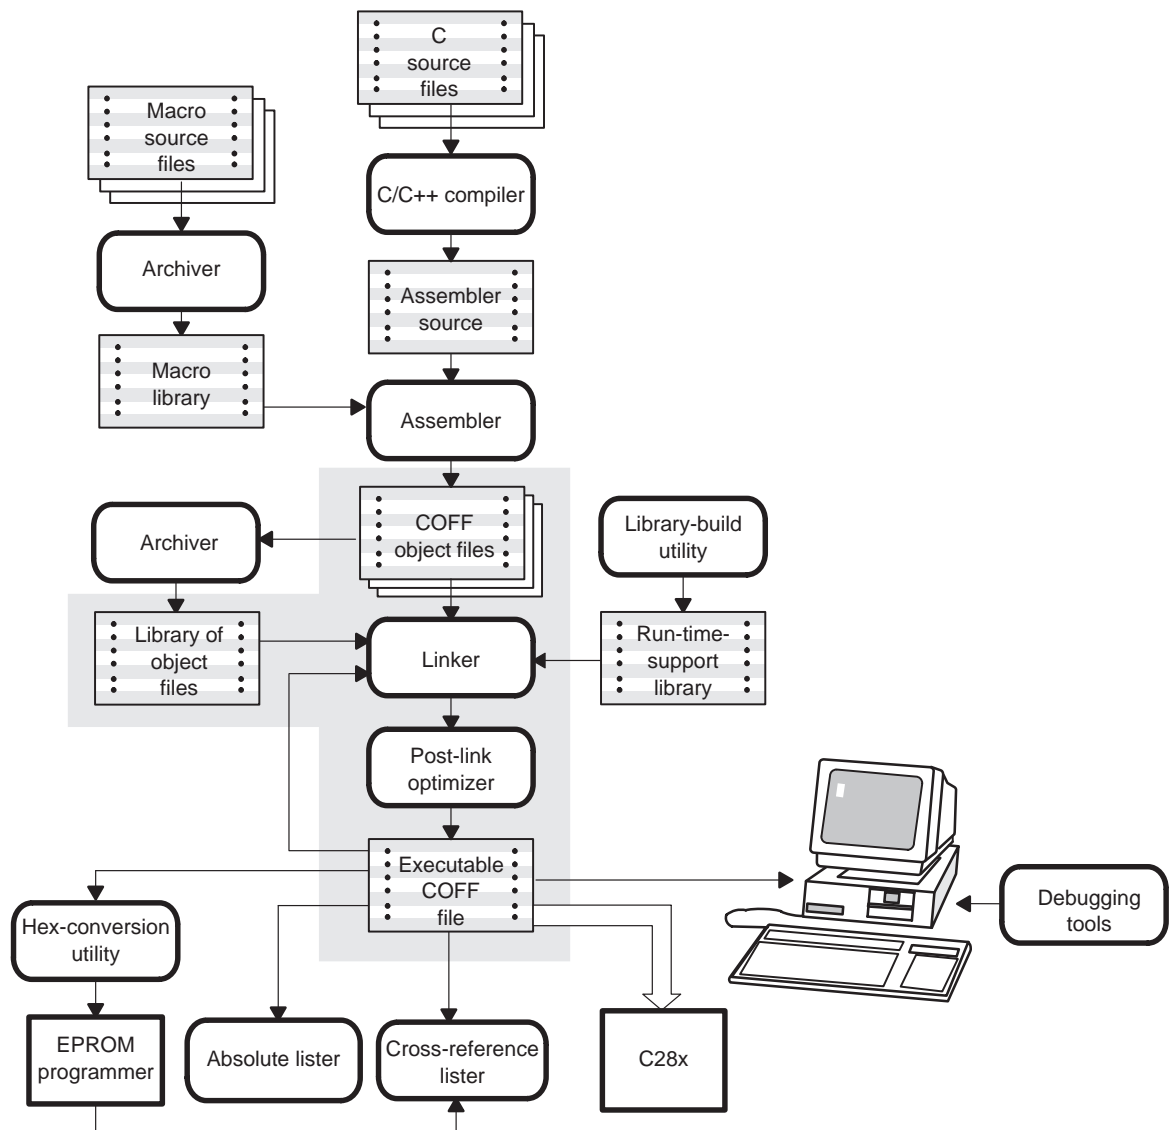 C
source
files
Macro
source
files
C/C++ compiler
Archiver
Assembler
source
Macro
library
Assembler
COFF
object files
Library-build
utility
Archiver
Library of
object
files
Linker
Run-time-
support
library
Post-link
optimizer
Executable
COFF
file
Debugging
tools
Hex-conversion
utility
EPROM
programmer
Absolute lister
Cross-reference
lister
C28x